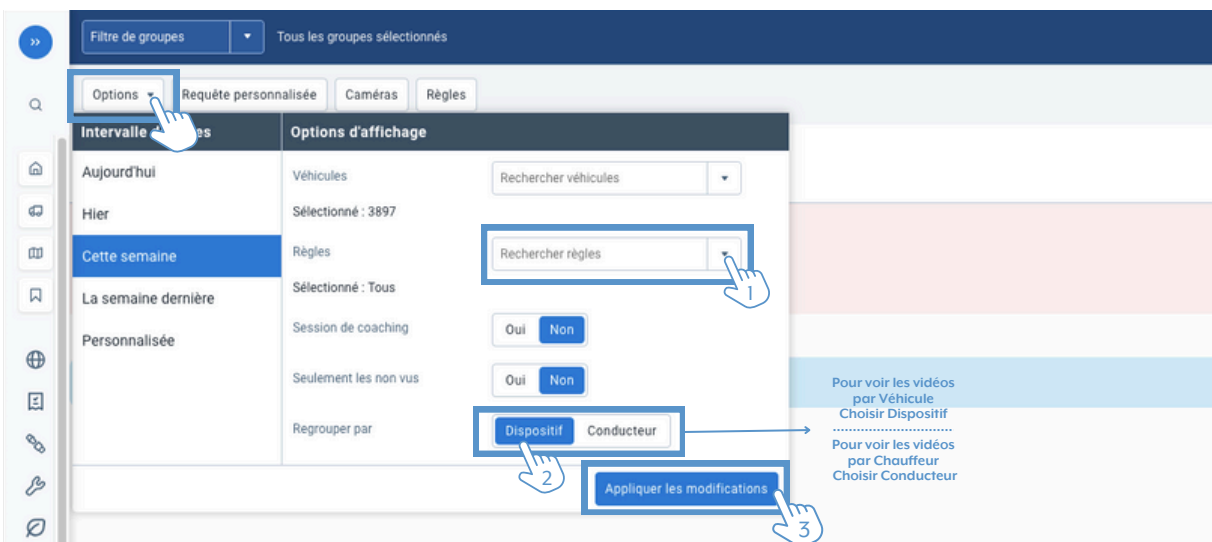 Filtre de groupes
Tous les groupes sélectionnés
Options
Requête personnalisée
Caméras
Règles
Intervalle
es
Options d'affichage
Aujourd'hui
Hier
Cette semaine
La semaine dernière
Personnalisée
Véhicules
Rechercher véhicules
Sélectionné : 3897
Règles
Rechercher règles
1
Sélectionné : Tous
Session de coaching
Oui
Non
Seulement les non vus
Oui
Non
Regrouper par
Dispositif
Conducteur
2
Appliquer les modifications
3
Pour voir les vidéos
par Véhicule
Choisir Dispositif
Pour voir les vidéos
par Chauffeur
Choisir Conducteur